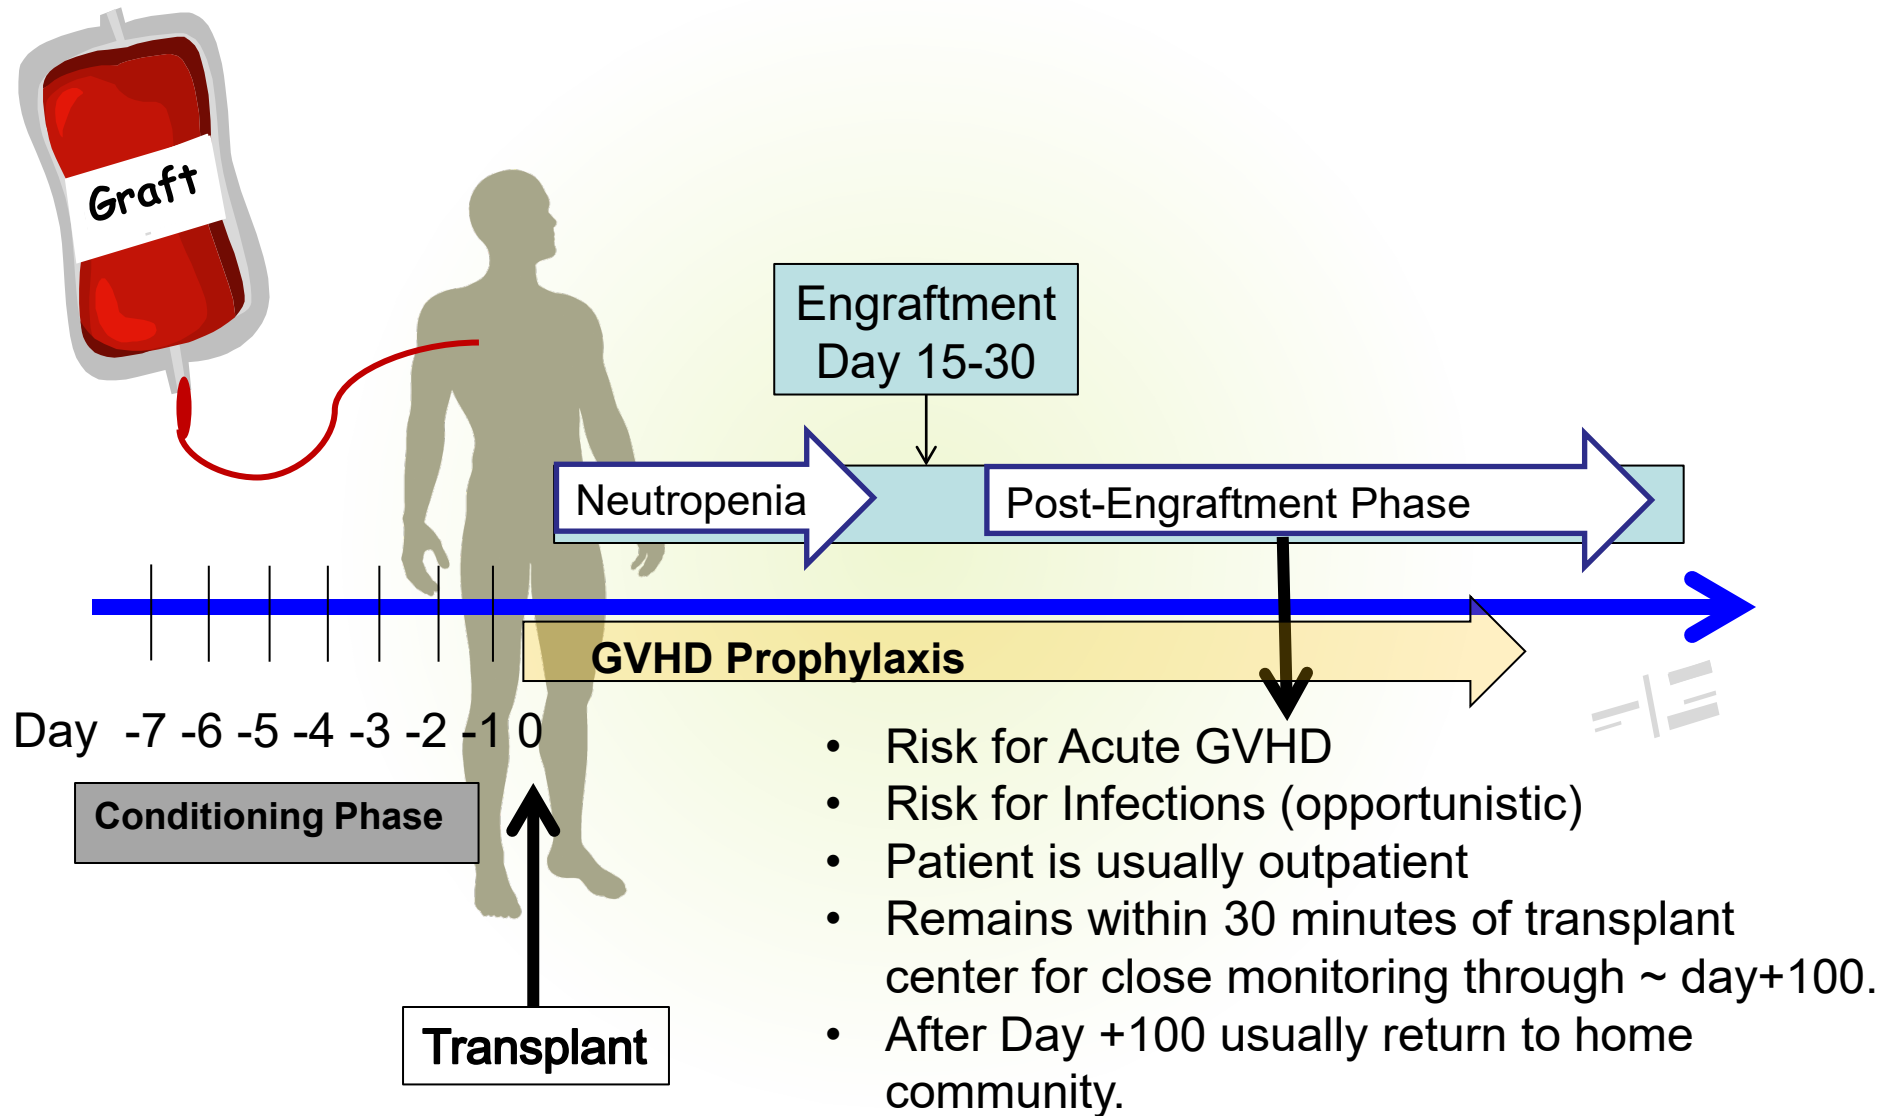 Graft
Engraftment
Day 15-30
Neutropenia
Post-Engraftment Phase
GVHD Prophylaxis
Day -7 -6 -5 -4 -3 -2 -1 0
Conditioning Phase
Transplant
• Risk for Acute GVHD
• Risk for Infections (opportunistic)
• Patient is usually outpatient
• Remains within 30 minutes of transplant
center for close monitoring through ~ day+100.
• After Day +100 usually return to home
community.